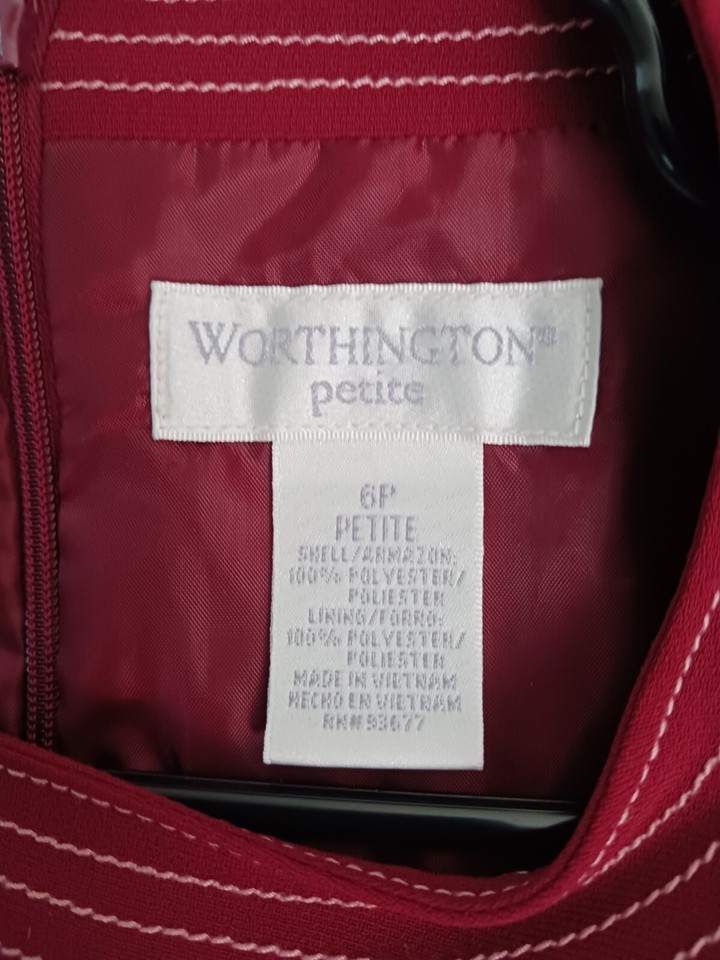 WORTHINGTON®
petite
6P
PETITE
SHELL/ARMAZON:
100% POLYESTER/
POLIESTER
LINING/FORRO:
100% POLYESTER/
POLIESTER
MADE IN VIETNAM
HECHO EN VIETNAM
RN# 93677